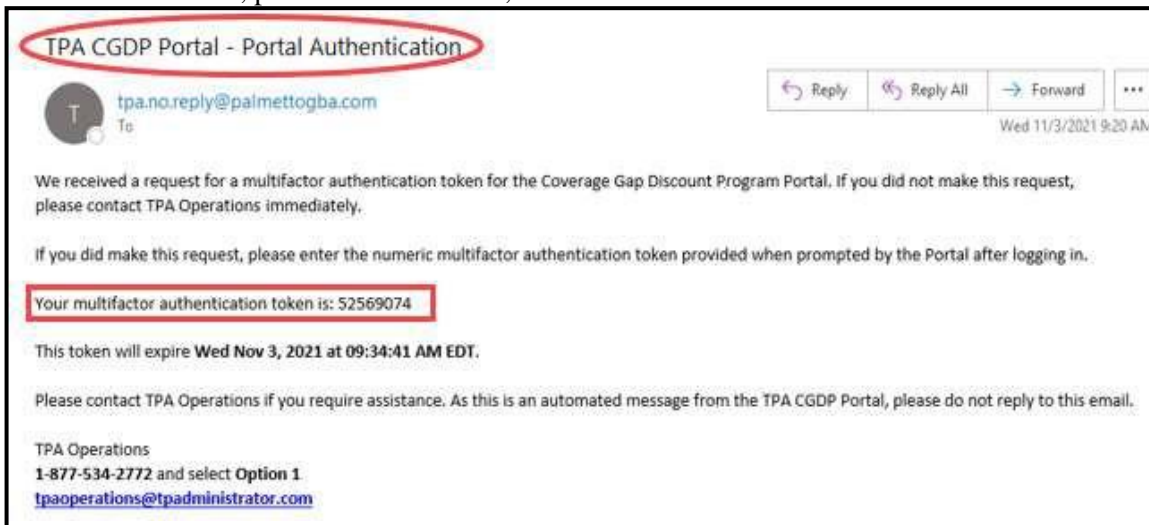 TPA CGDP Portal - Portal Authentication
T
tpa.no.reply@palmettogba.com
To
Reply
Reply All
Forward
...
Wed 11/3/2021 9:20 AM
We received a request for a multifactor authentication token for the Coverage Gap Discount Program Portal. If you did not make this request,
please contact TPA Operations immediately.
If you did make this request, please enter the numeric multifactor authentication token provided when prompted by the Portal after logging in.
Your multifactor authentication token is: 52569074
This token will expire Wed Nov 3, 2021 at 09:34:41 AM EDT.
Please contact TPA Operations if you require assistance. As this is an automated message from the TPA CGDP Portal, please do not reply to this email.
TPA Operations
1-877-534-2772 and select Option 1
tpaoperations@tpadministrator.com